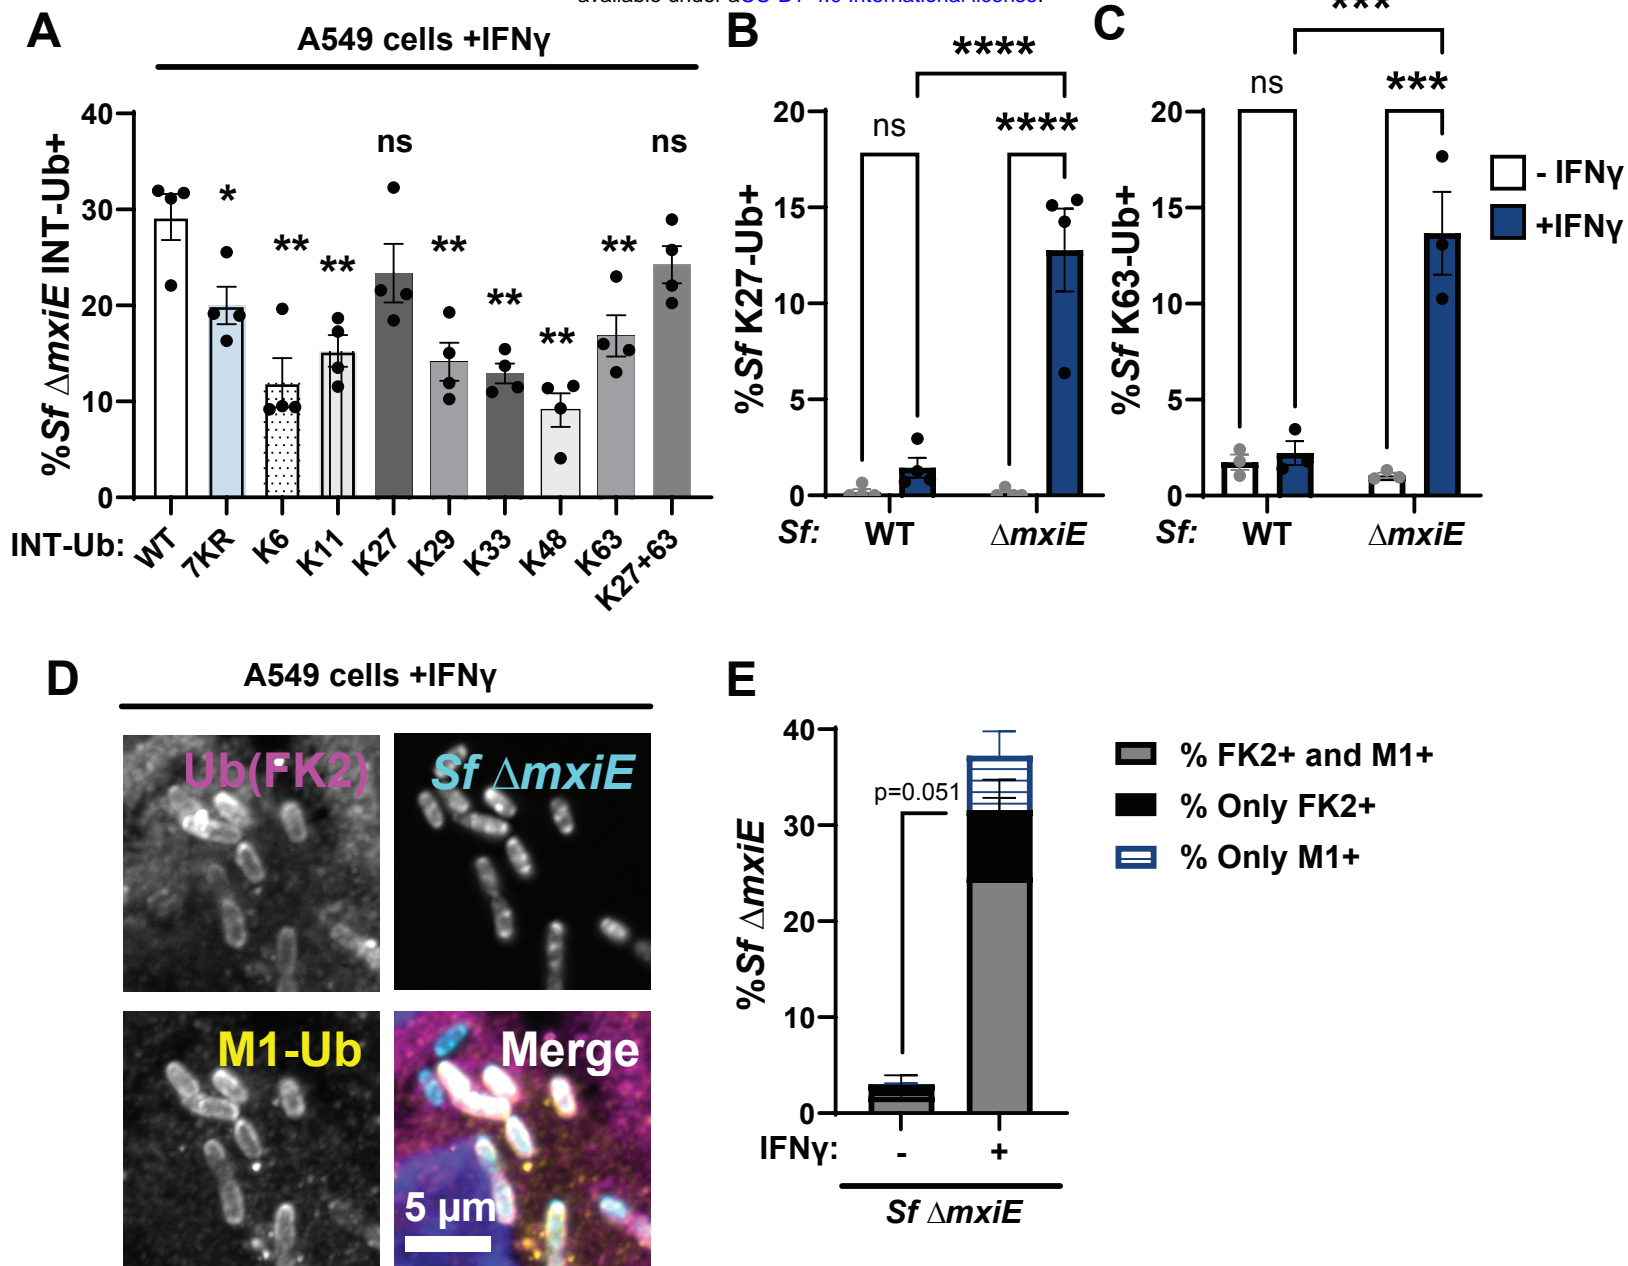 A
A549 cells +IFNγ
%Sf ΔmxiE INT-Ub+
40
30
20
10
0
*
**
**
ns
**
**
**
**
ns
INT-Ub:
WT
7KR
K6
K11
K27
K29
K33
K48
K63
K27+63
B
%Sf K27-Ub+
20
15
10
5
0
ns
****
****
Sf:
WT
ΔmxiE
C
%Sf K63-Ub+
20
15
10
5
0
ns
***
***
Sf:
WT
ΔmxiE
- IFNγ
+IFNγ
D
A549 cells +IFNγ
Ub(FK2)
Sf ΔmxiE
M1-Ub
Merge
5 μm
E
%Sf ΔmxiE
40
30
20
10
0
p=0.051
IFNγ:
-
+
Sf ΔmxiE
% FK2+ and M1+
% Only FK2+
% Only M1+